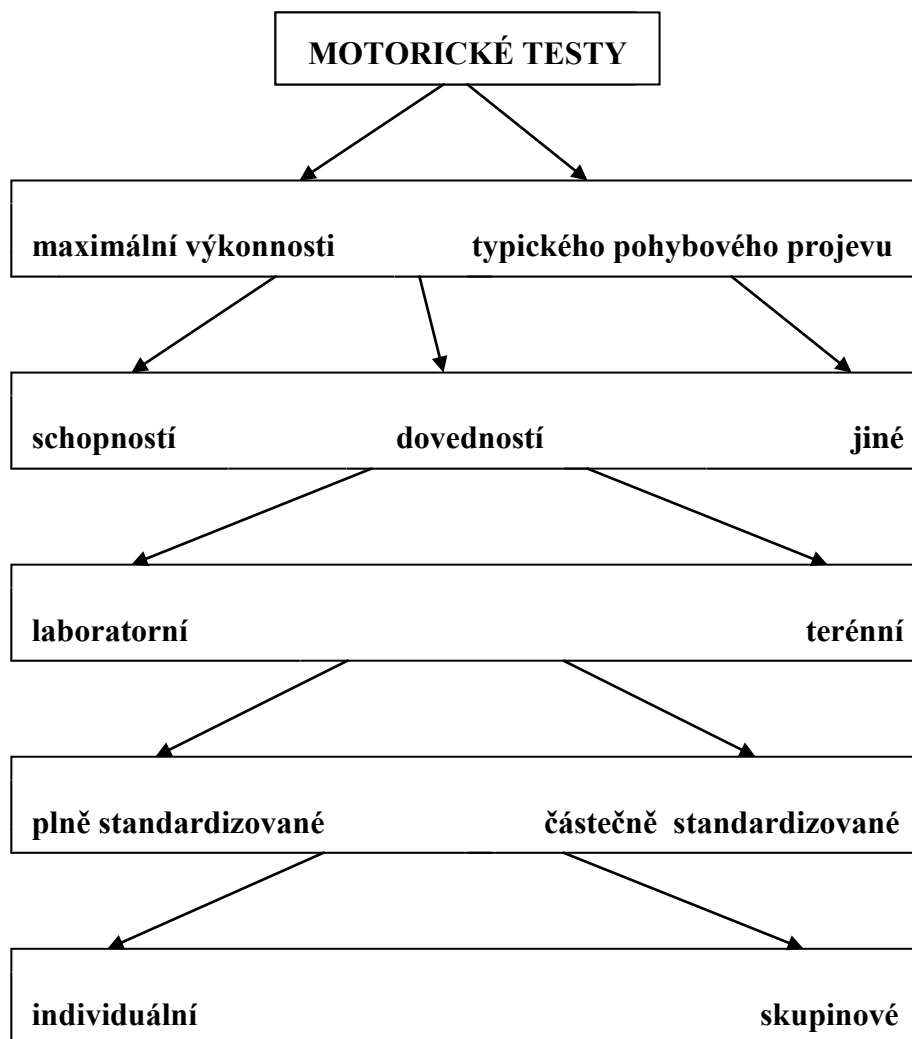 MOTORICKÉ TESTY
maximální výkonnosti typického pohybového projevu
schopností dovedností jiné
laboratorní terénní
plně standardizované částečně standardizované
individuální skupinové